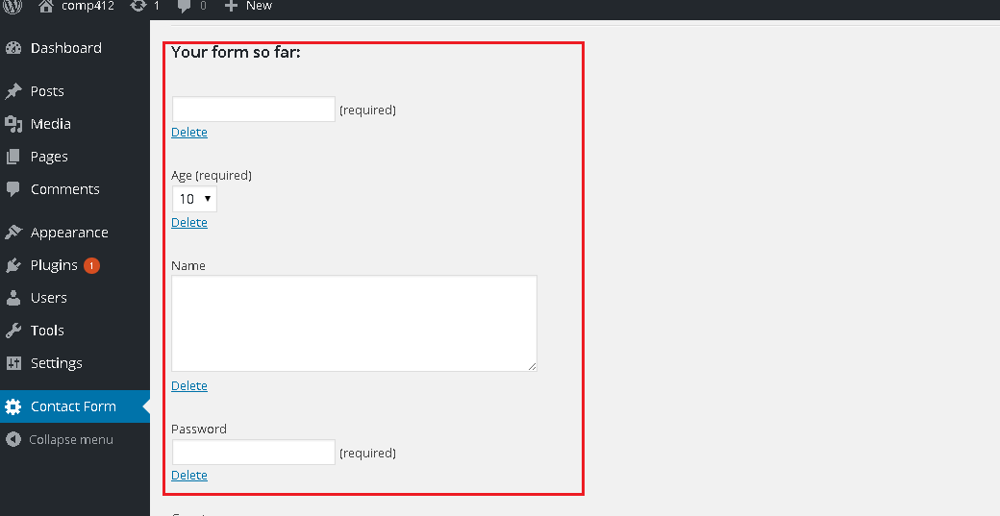 comp412 1 0 New
Dashboard
Posts
Media
Pages
Comments
Appearance
Plugins 1
Users
Tools
Settings
Contact Form
Collapse menu
Your form so far:
(required)
Delete
Age (required)
10
Delete
Name
Delete
Password
(required)
Delete